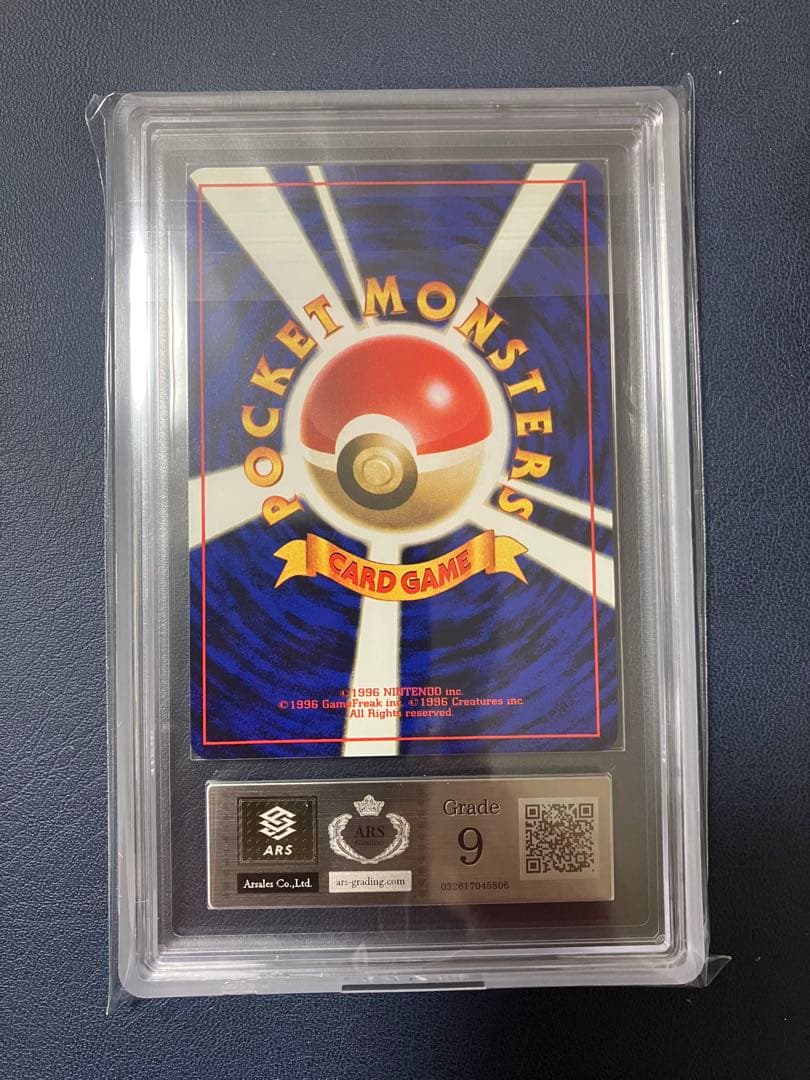 POCKET MONSTERS
CARD GAME
©1996 NINTENDO inc.
©1996 GameFreak inc. ©1996 Creatures inc.
All Rights reserved.
ARS
Arsales Co.,Ltd.
ARS
Genuine
ars-grading.com
Grade
9
032617045806